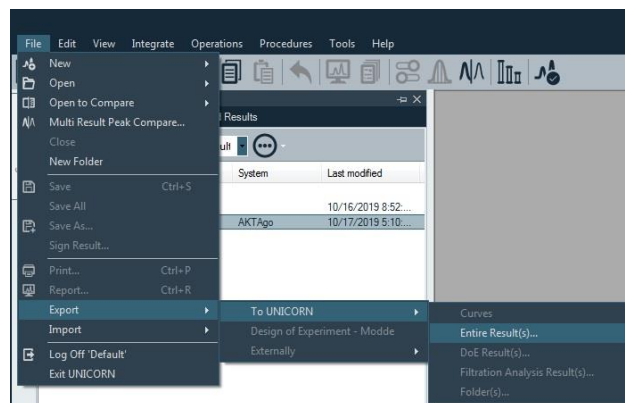 File Edit View Integrate Operations Procedures Tools Help
New
Open
Open to Compare
Multi Result Peak Compare...
Close
New Folder
Save Ctrl+S
Save All
Save As...
Sign Result...
Print... Ctrl+P
Report... Ctrl+R
Export
Import
Log Off 'Default'
Exit UNICORN
Results
System Last modified
10/16/2019 8:52:...
AKTAgo 10/17/2019 5:10:...
To UNICORN
Design of Experiment - Modde
Externally
Curves
Entire Result(s)...
DoE Result(s)...
Filtration Analysis Result(s)...
Folder(s)...